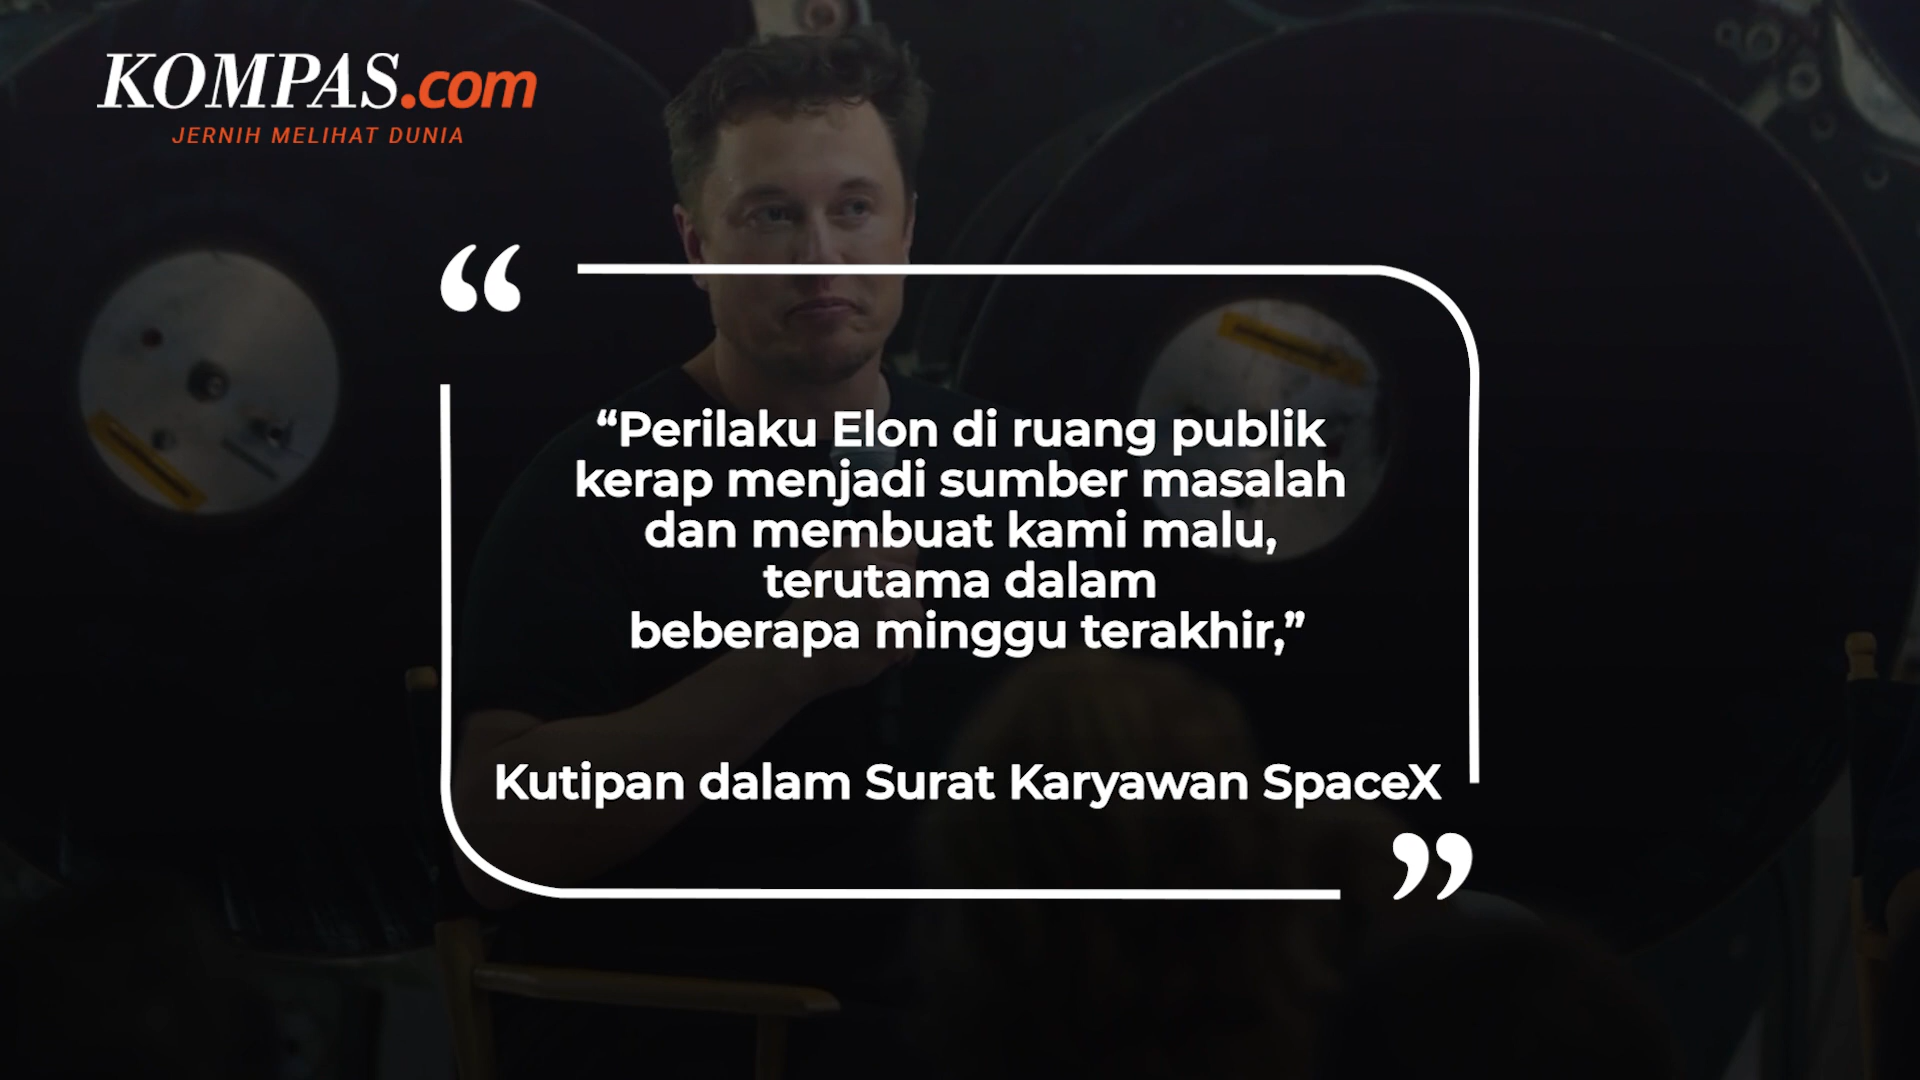 KOMPAS.com
JERNIH MELIHAT DUNIA
“
“Perilaku Elon di ruang publik
kerap menjadi sumber masalah
dan membuat kami malu,
terutama dalam
beberapa minggu terakhir,”
Kutipan dalam Surat Karyawan SpaceX
”